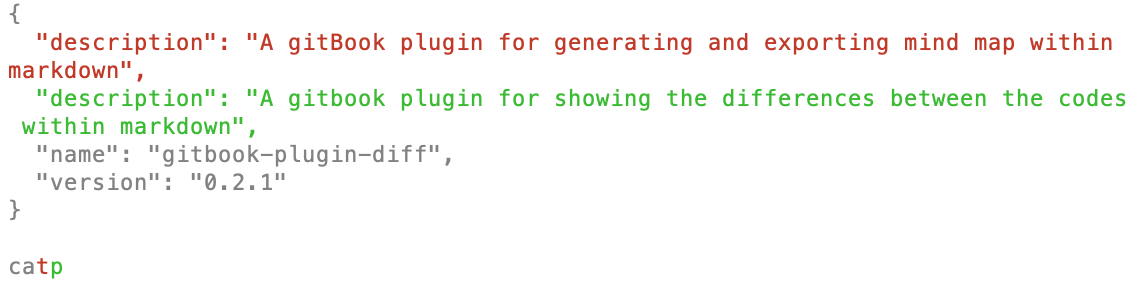 {
  "description": "A gitBook plugin for generating and exporting mind map within
markdown",
  "description": "A gitbook plugin for showing the differences between the codes
 within markdown",
  "name": "gitbook-plugin-diff",
  "version": "0.2.1"
}

catp